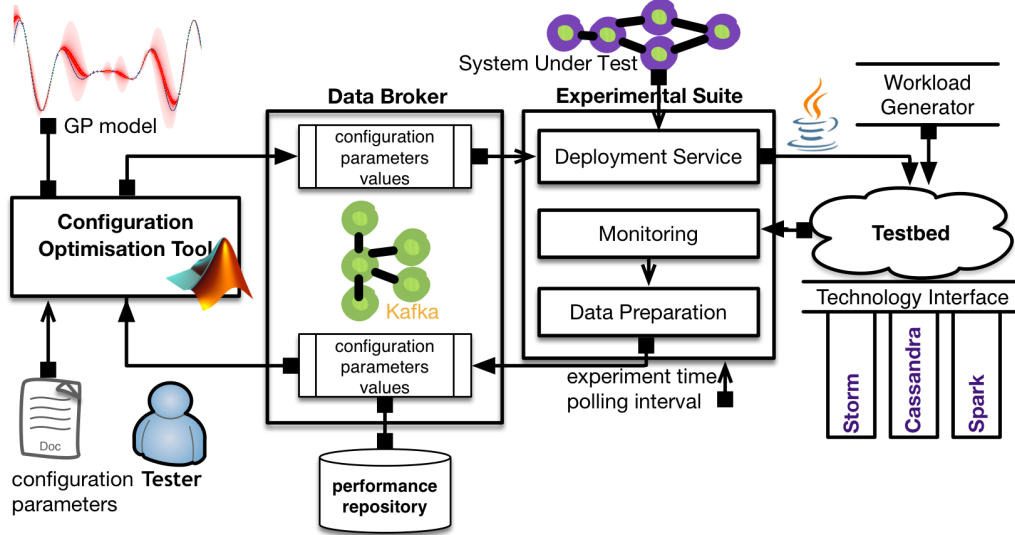 System Under Test
Data Broker
Experimental Suite
Workload
Generator
GP model
configuration
parameters
values
Deployment Service
Configuration
Optimisation Tool
Monitoring
Testbed
Kafka
Data Preparation
Technology Interface
configuration
parameters
values
experiment time
polling interval
Storm
Cassandra
Spark
Doc
configuration
parameters
Tester
performance
repository